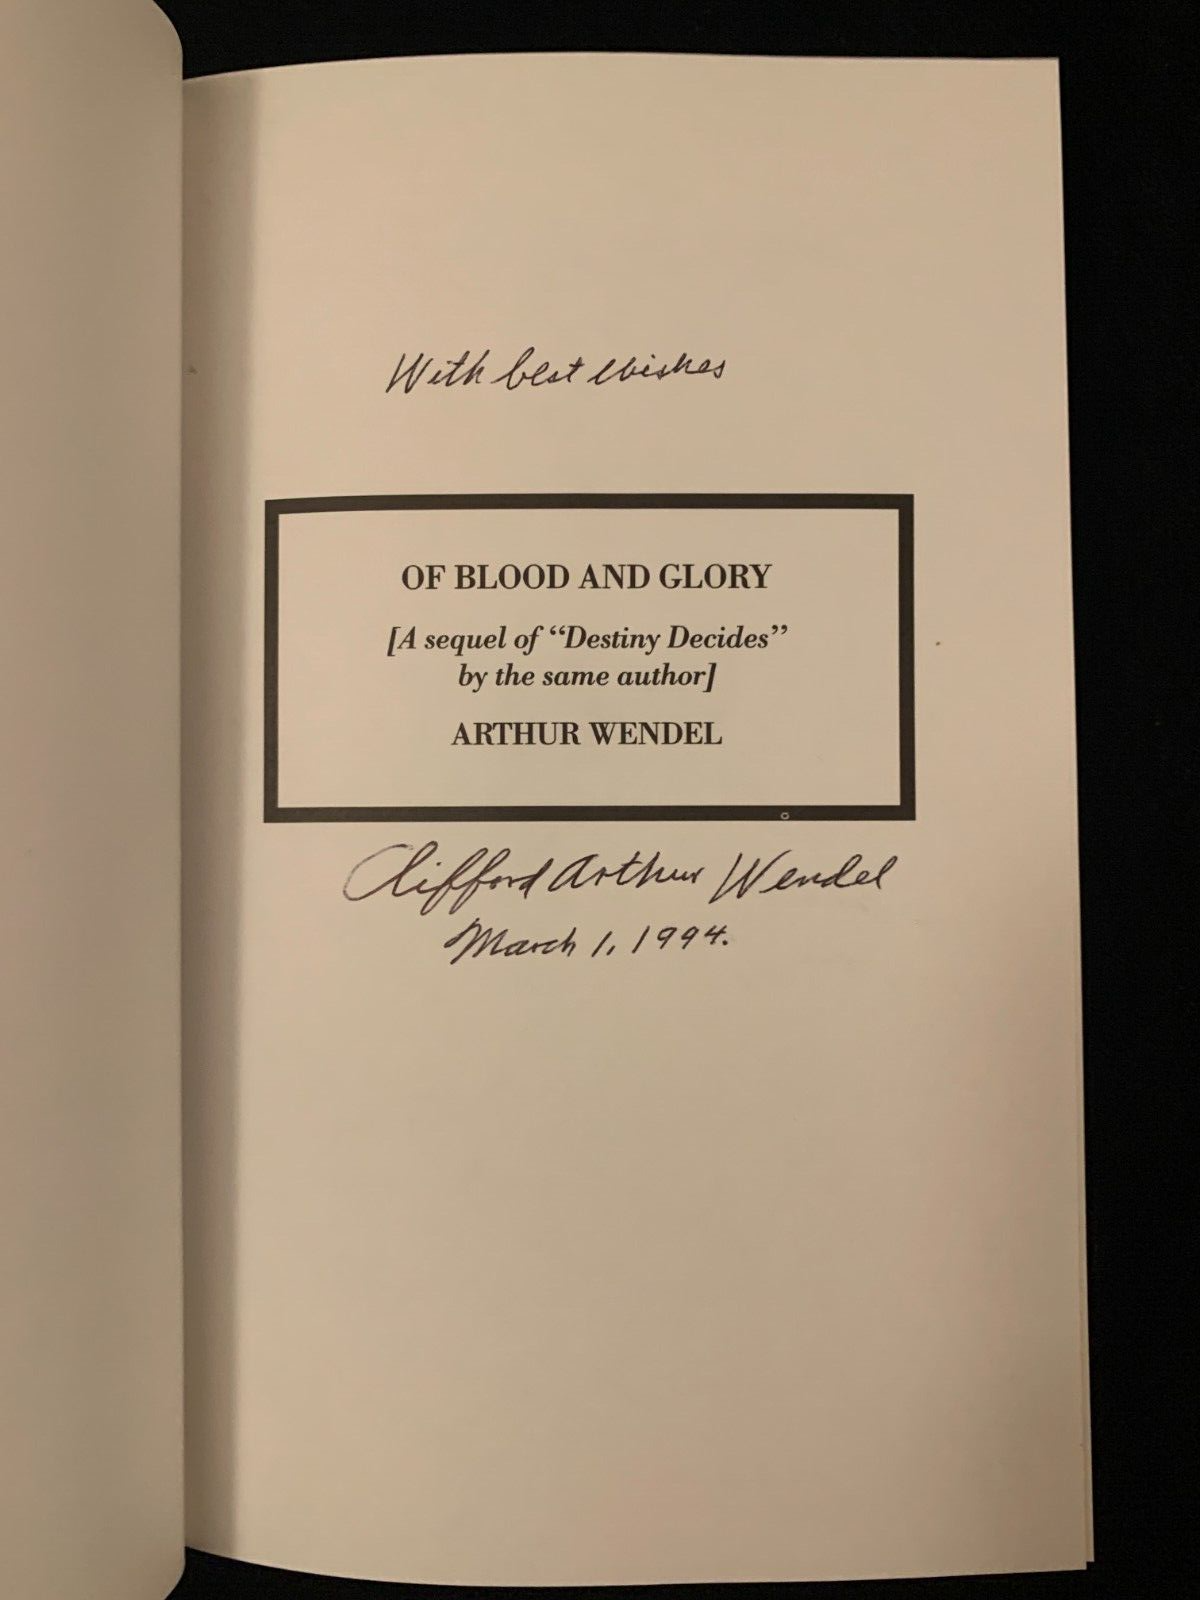 With best wishes
OF BLOOD AND GLORY
[A sequel of “Destiny Decides”
by the same author]
ARTHUR WENDEL
Clifford Arthur Wendel
March 1, 1994.